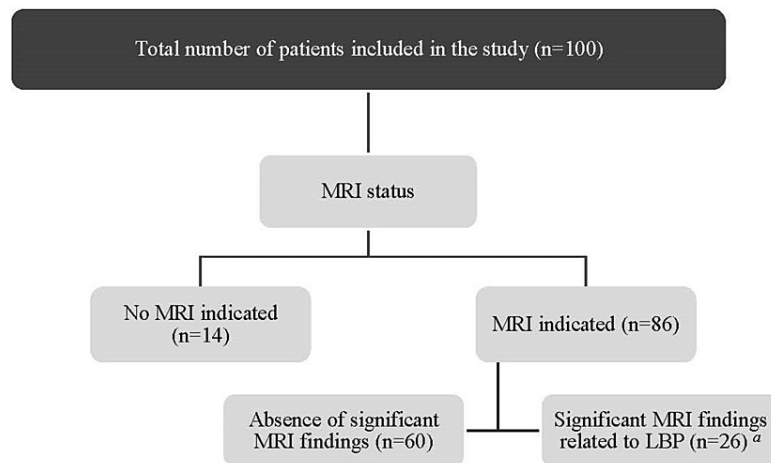 Total number of patients included in the study (n=100)
MRI status
No MRI indicated
(n=14)
MRI indicated (n=86)
Absence of significant
MRI findings (n=60)
Significant MRI findings
related to LBP (n=26) a